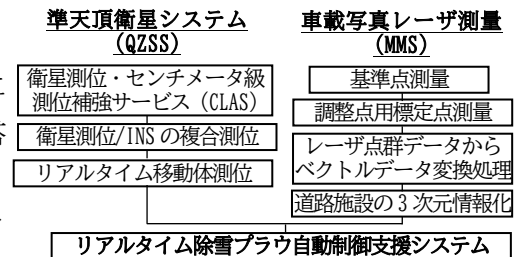 準天頂衛星システム
(QZSS)
衛星測位・センチメータ級
測位補強サービス (CLAS)
衛星測位/INS の複合測位
リアルタイム移動体測位
車載写真レーザ測量
(MMS)
基準点測量
調整点用標定点測量
レーザ点群データから
ベクトルデータ変換処理
道路施設の3次元情報化
リアルタイム除雪プラウ自動制御支援システム